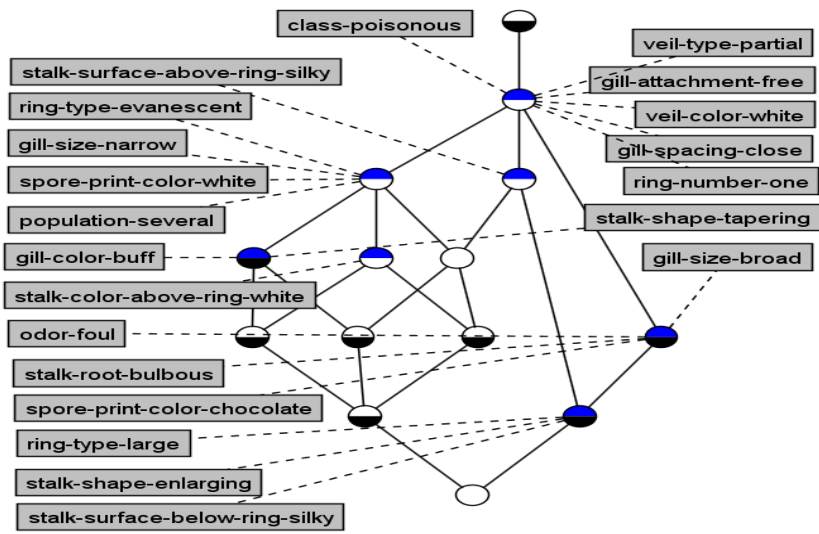 class-poisonous
veil-type-partial
stalk-surface-above-ring-silky
gill-attachment-free
ring-type-evanescent
veil-color-white
gill-size-narrow
gill-spacing-close
spore-print-color-white
ring-number-one
population-several
stalk-shape-tapering
gill-color-buff
gill-size-broad
stalk-color-above-ring-white
odor-foul
stalk-root-bulbous
spore-print-color-chocolate
ring-type-large
stalk-shape-enlarging
stalk-surface-below-ring-silky